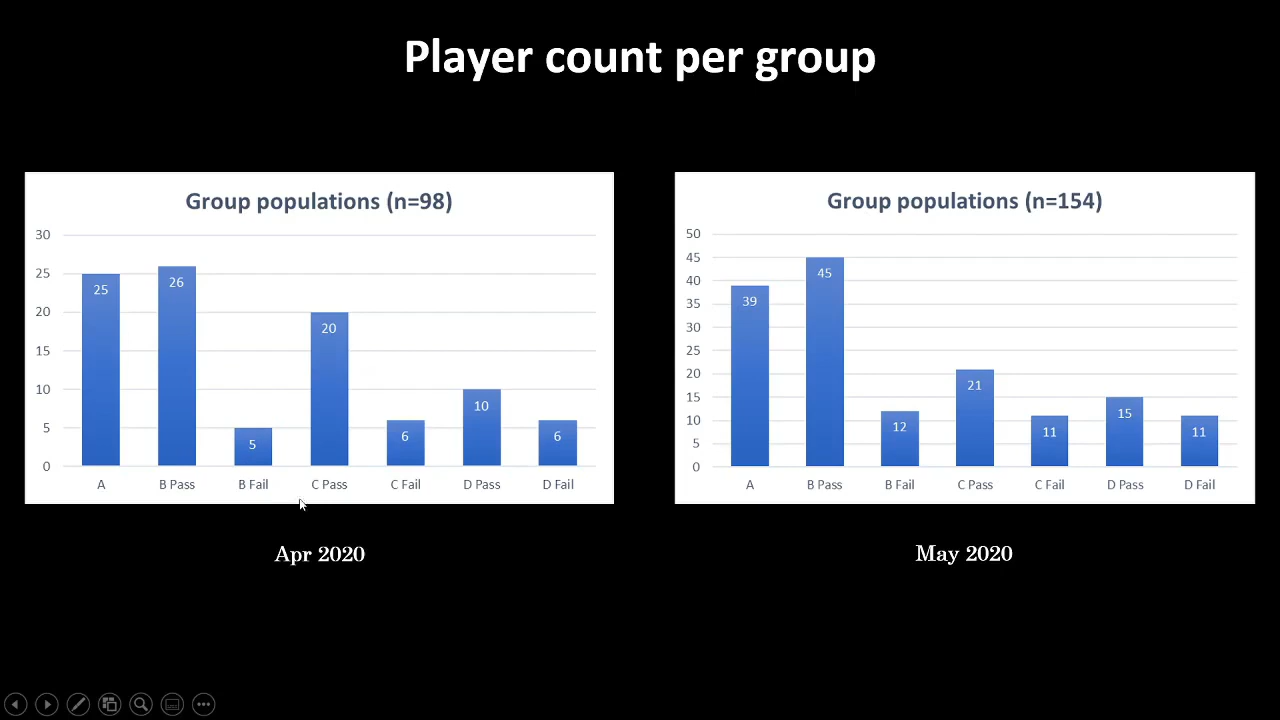 Player count per group
Group populations (n=98)
30
25
20
15
10
5
0
25
26
5
20
6
10
6
A
B Pass
B Fail
C Pass
C Fail
D Pass
D Fail
Apr 2020
Group populations (n=154)
50
45
40
35
30
25
20
15
10
5
0
39
45
12
21
11
15
11
A
B Pass
B Fail
C Pass
C Fail
D Pass
D Fail
May 2020